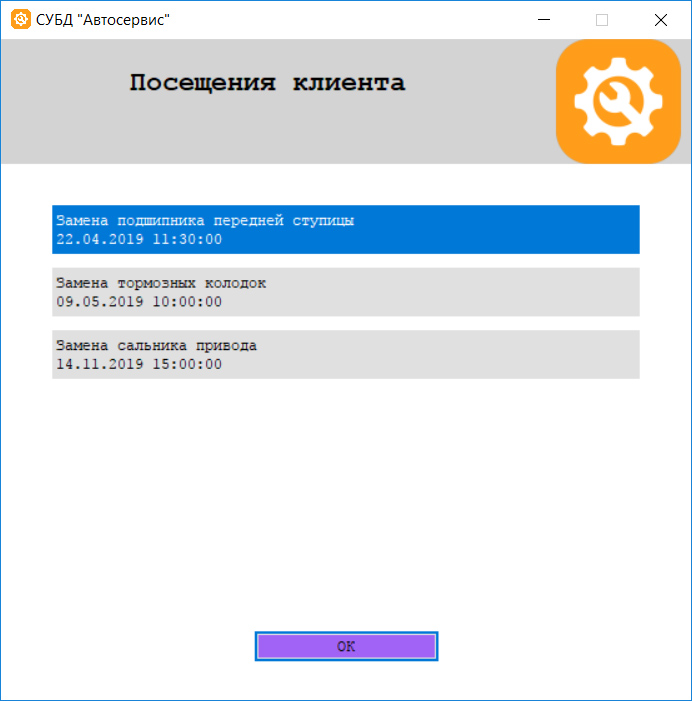 СУБД "Автосервис"
Посещения клиента
Замена подшипника передней ступицы
22.04.2019 11:30:00
Замена тормозных колодок
09.05.2019 10:00:00
Замена сальника привода
14.11.2019 15:00:00
ОК